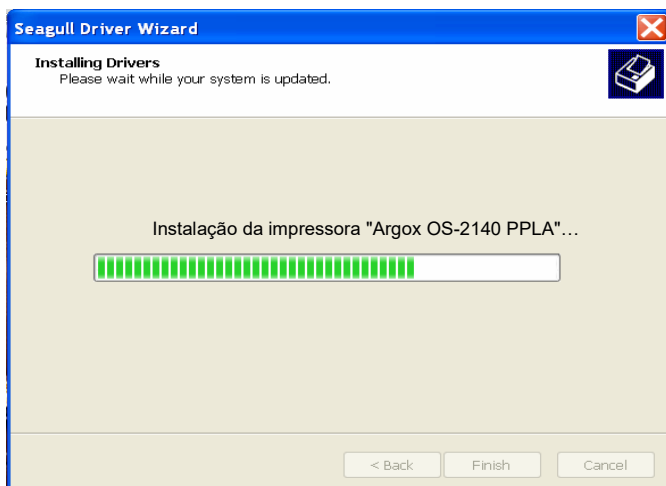 Seagull Driver Wizard
Installing Drivers
Please wait while your system is updated.
Instalação da impressora "Argox OS-2140 PPLA"…
< Back
Finish
Cancel